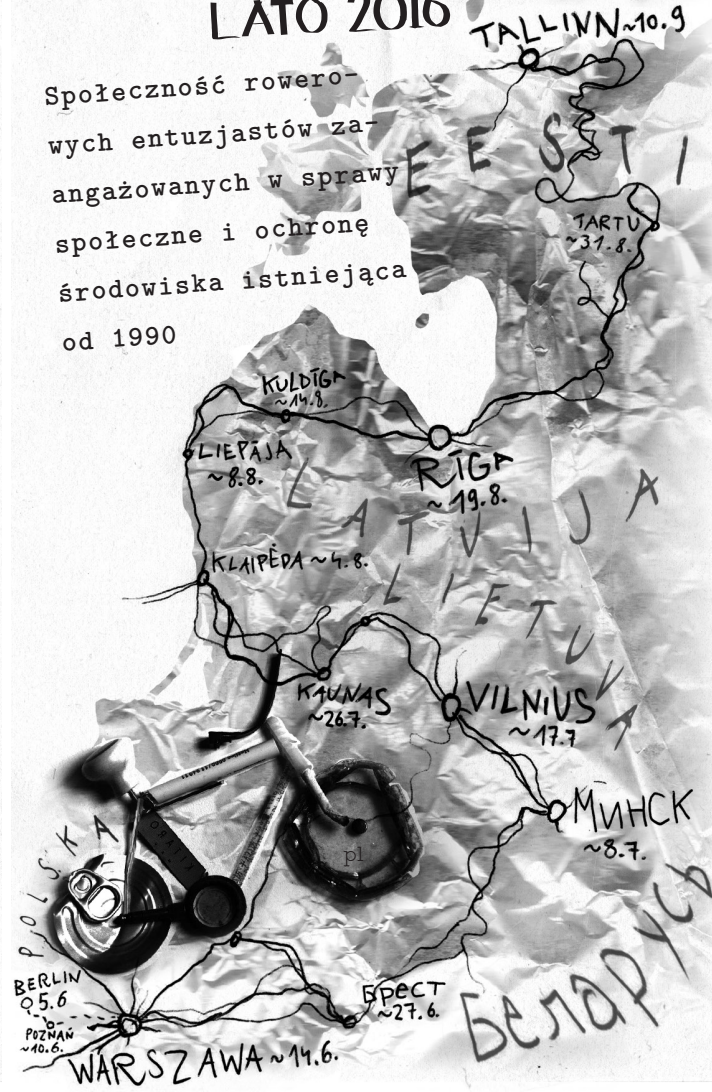 LATO 2016
Społeczność rowero-
wych entuzjastów za-
angażowanych w sprawy
społeczne i ochronę
środowiska istniejąca
od 1990
TALLINN ~10.9
EESTI
TARTU
~31.8.
KULDĪGA
~14.8.
LIEPĀJA
~8.8.
RĪGA
~19.8.
LATVIJA
KLAIPĖDA ~4.8.
LIETUVA
KAUNAS
~26.7.
VILNIUS
~17.7
МИНСК
~8.7.
pl
POLSKA
Беларусь
BERLIN
5.6
POZNAŃ
~10.6.
Брест
~27.6.
WARSZAWA ~14.6.